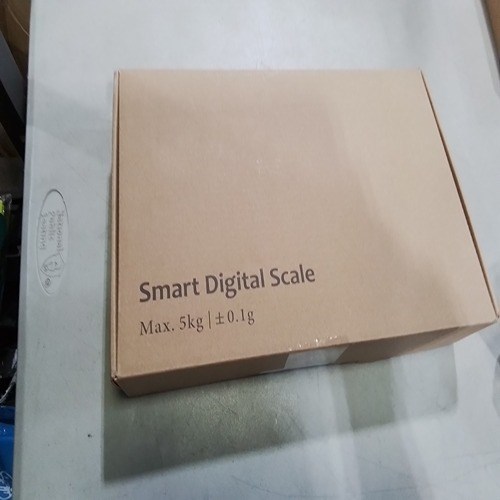 Smart Digital Scale
Max. 5kg | ±0.1g